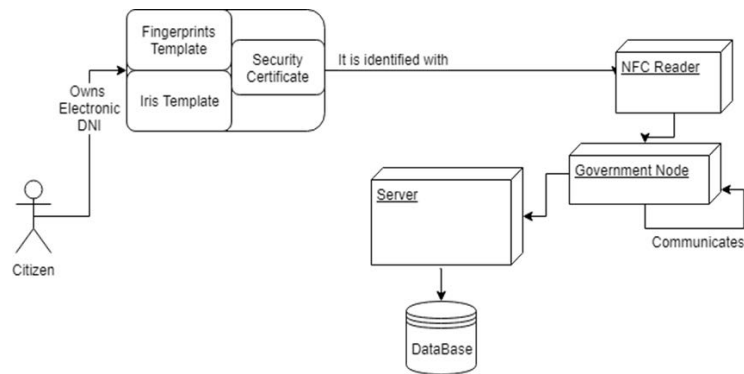 Fingerprints
Template
Security
Certificate
Iris Template
It is identified with
NFC Reader
Owns
Electronic
DNI
Government Node
Server
Communicates
Citizen
DataBase